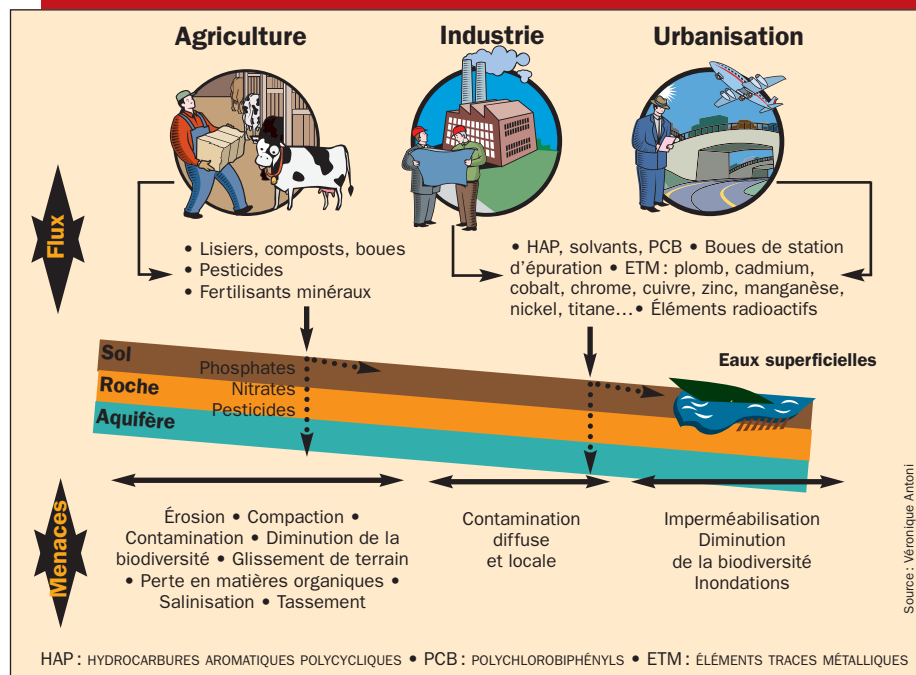 Agriculture
Industrie
Urbanisation
Flux
• Lisiers, composts, boues
• Pesticides
• Fertilisants minéraux
• HAP, solvants, PCB • Boues de station
d'épuration • ETM : plomb, cadmium,
cobalt, chrome, cuivre, zinc, manganèse,
nickel, titane...• Éléments radioactifs
Sol
Roche
Aquifère
Phosphates
Nitrates
Pesticides
Eaux superficielles
Menaces
Érosion • Compaction •
Contamination • Diminution de la
biodiversité • Glissement de terrain
• Perte en matières organiques •
Salinisation • Tassement
Contamination
diffuse
et locale
Imperméabilisation
Diminution
de la biodiversité
Inondations
Source : Véronique Antoni
HAP : HYDROCARBURES AROMATIQUES POLYCYCLIQUES • PCB : POLYCHLOROBIPHÉNYLS • ETM : ÉLÉMENTS TRACES MÉTALLIQUES